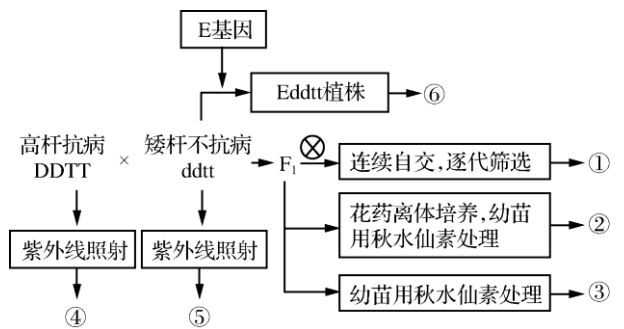 E基因
Eddtt植株
⑥
高杆抗病
DDTT
×
矮杆不抗病
ddtt
F₁
连续自交，逐代筛选
①
花药离体培养，幼苗
用秋水仙素处理
②
紫外线照射
紫外线照射
幼苗用秋水仙素处理
③
④
⑤